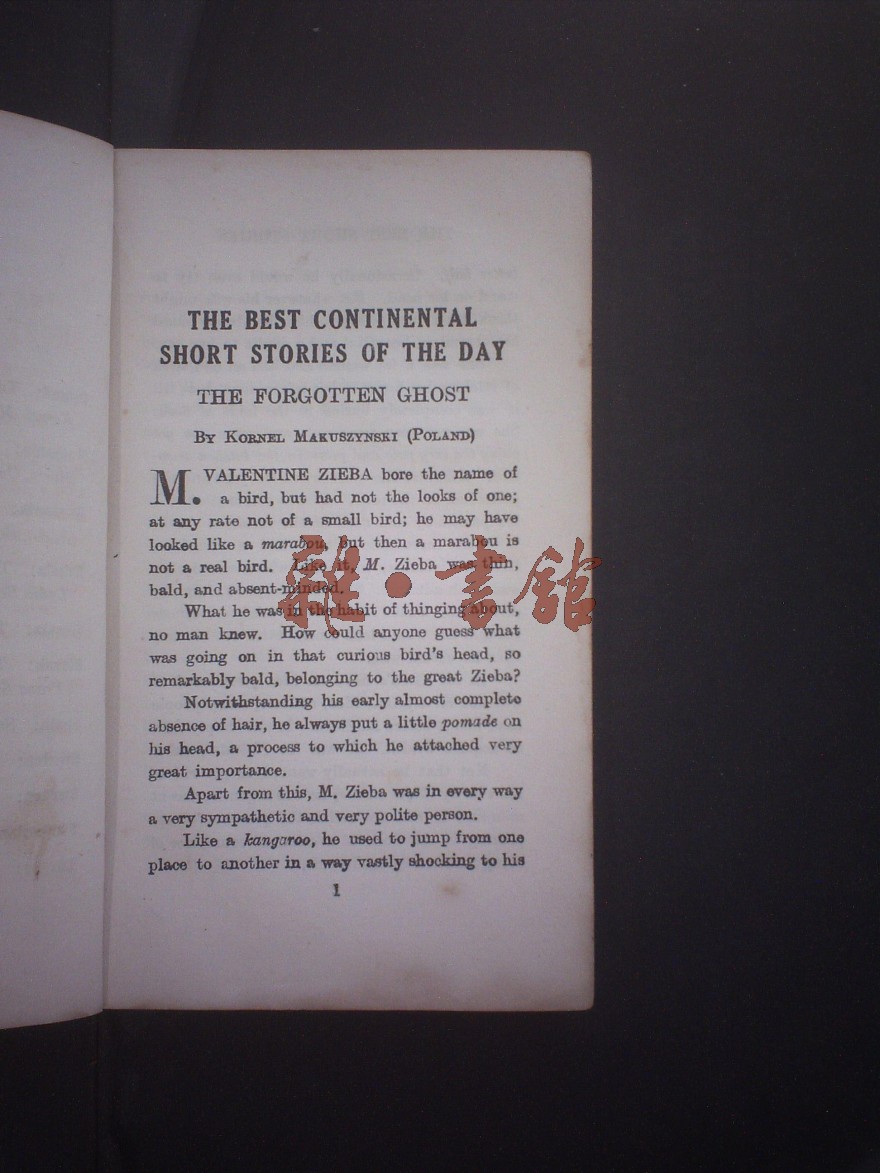 THE BEST CONTINENTAL
SHORT STORIES OF THE DAY
THE FORGOTTEN GHOST
By Kornel Makuszynski (Poland)
M. VALENTINE ZIEBA bore the name of
a bird, but had not the looks of one;
at any rate not of a small bird; he may have
looked like a marabou, but then a marabou is
not a real bird. Like it, M. Zieba was thin,
bald, and absent-minded.
雜·書館
What he was in the habit of thinging about,
no man knew. How could anyone guess what
was going on in that curious bird's head, so
remarkably bald, belonging to the great Zieba?
Notwithstanding his early almost complete
absence of hair, he always put a little pomade on
his head, a process to which he attached very
great importance.
Apart from this, M. Zieba was in every way
a very sympathetic and very polite person.
Like a kangaroo, he used to jump from one
place to another in a way vastly shocking to his
1